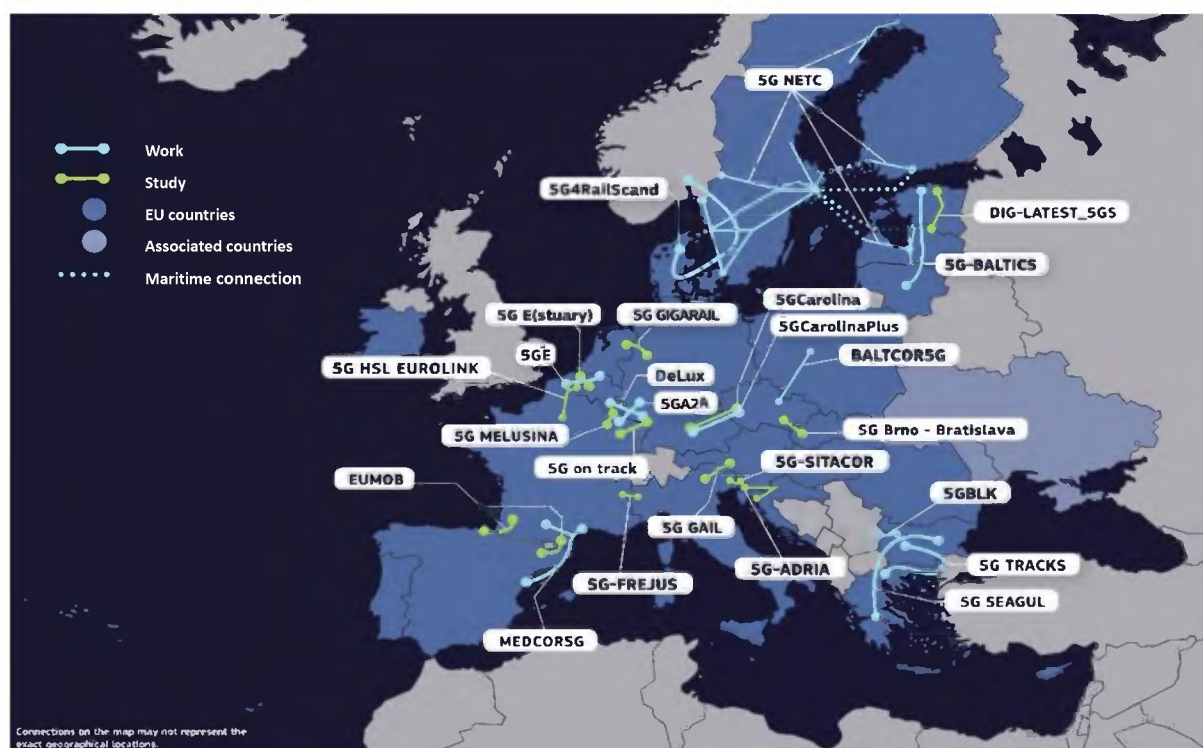 5G NETC
Work
Study
EU countries
Associated countries
Maritime connection
5G4RailScand
DIG-LATEST_5GS
5G-BALTICS
5G E(stuary)
5G GIGARAIL
5GCarolina
5GCarolinaPlus
5GE
5G HSL EUROLINK
DeLux
BALTCOR5G
5GA2A
5G MELUSINA
5G Brno - Bratislava
5G on track
5G-SITACOR
EUMOB
5GBLK
5G GAIL
5G-ADRIA
5G TRACKS
5G-FREJUS
5G SEAGUL
MEDCOR5G
Connections on the map may not represent the
exact geographical locations.